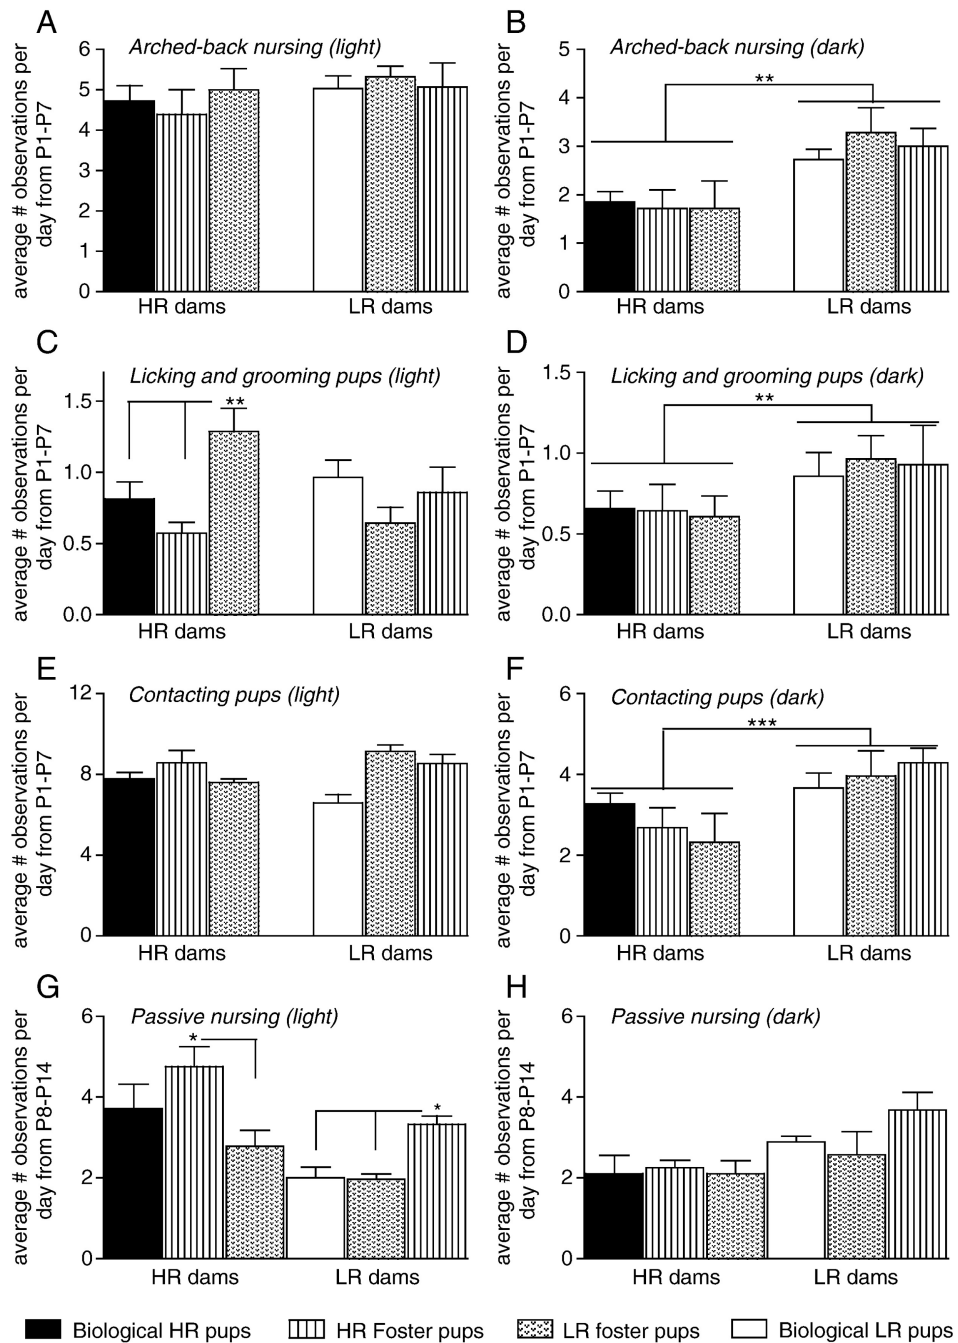 A
Arched-back nursing (light)
average # observations per
day from P1-P7
6
5
4
3
2
1
0
HR dams
LR dams
B
Arched-back nursing (dark)
average # observations per
day from P1-P7
5
4
3
2
1
0
**
HR dams
LR dams
C
Licking and grooming pups (light)
average # observations per
day from P1-P7
1.5
1.0
0.5
0.0
**
HR dams
LR dams
D
Licking and grooming pups (dark)
average # observations per
day from P1-P7
1.5
1.0
0.5
0.0
**
HR dams
LR dams
E
Contacting pups (light)
average # observations per
day from P1-P7
12
8
4
0
HR dams
LR dams
F
Contacting pups (dark)
average # observations per
day from P1-P7
6
4
2
0
***
HR dams
LR dams
G
Passive nursing (light)
average # observations per
day from P8-P14
6
4
2
0
*
*
HR dams
LR dams
H
Passive nursing (dark)
average # observations per
day from P8-P14
6
4
2
0
HR dams
LR dams
Biological HR pups
HR Foster pups
LR foster pups
Biological LR pups